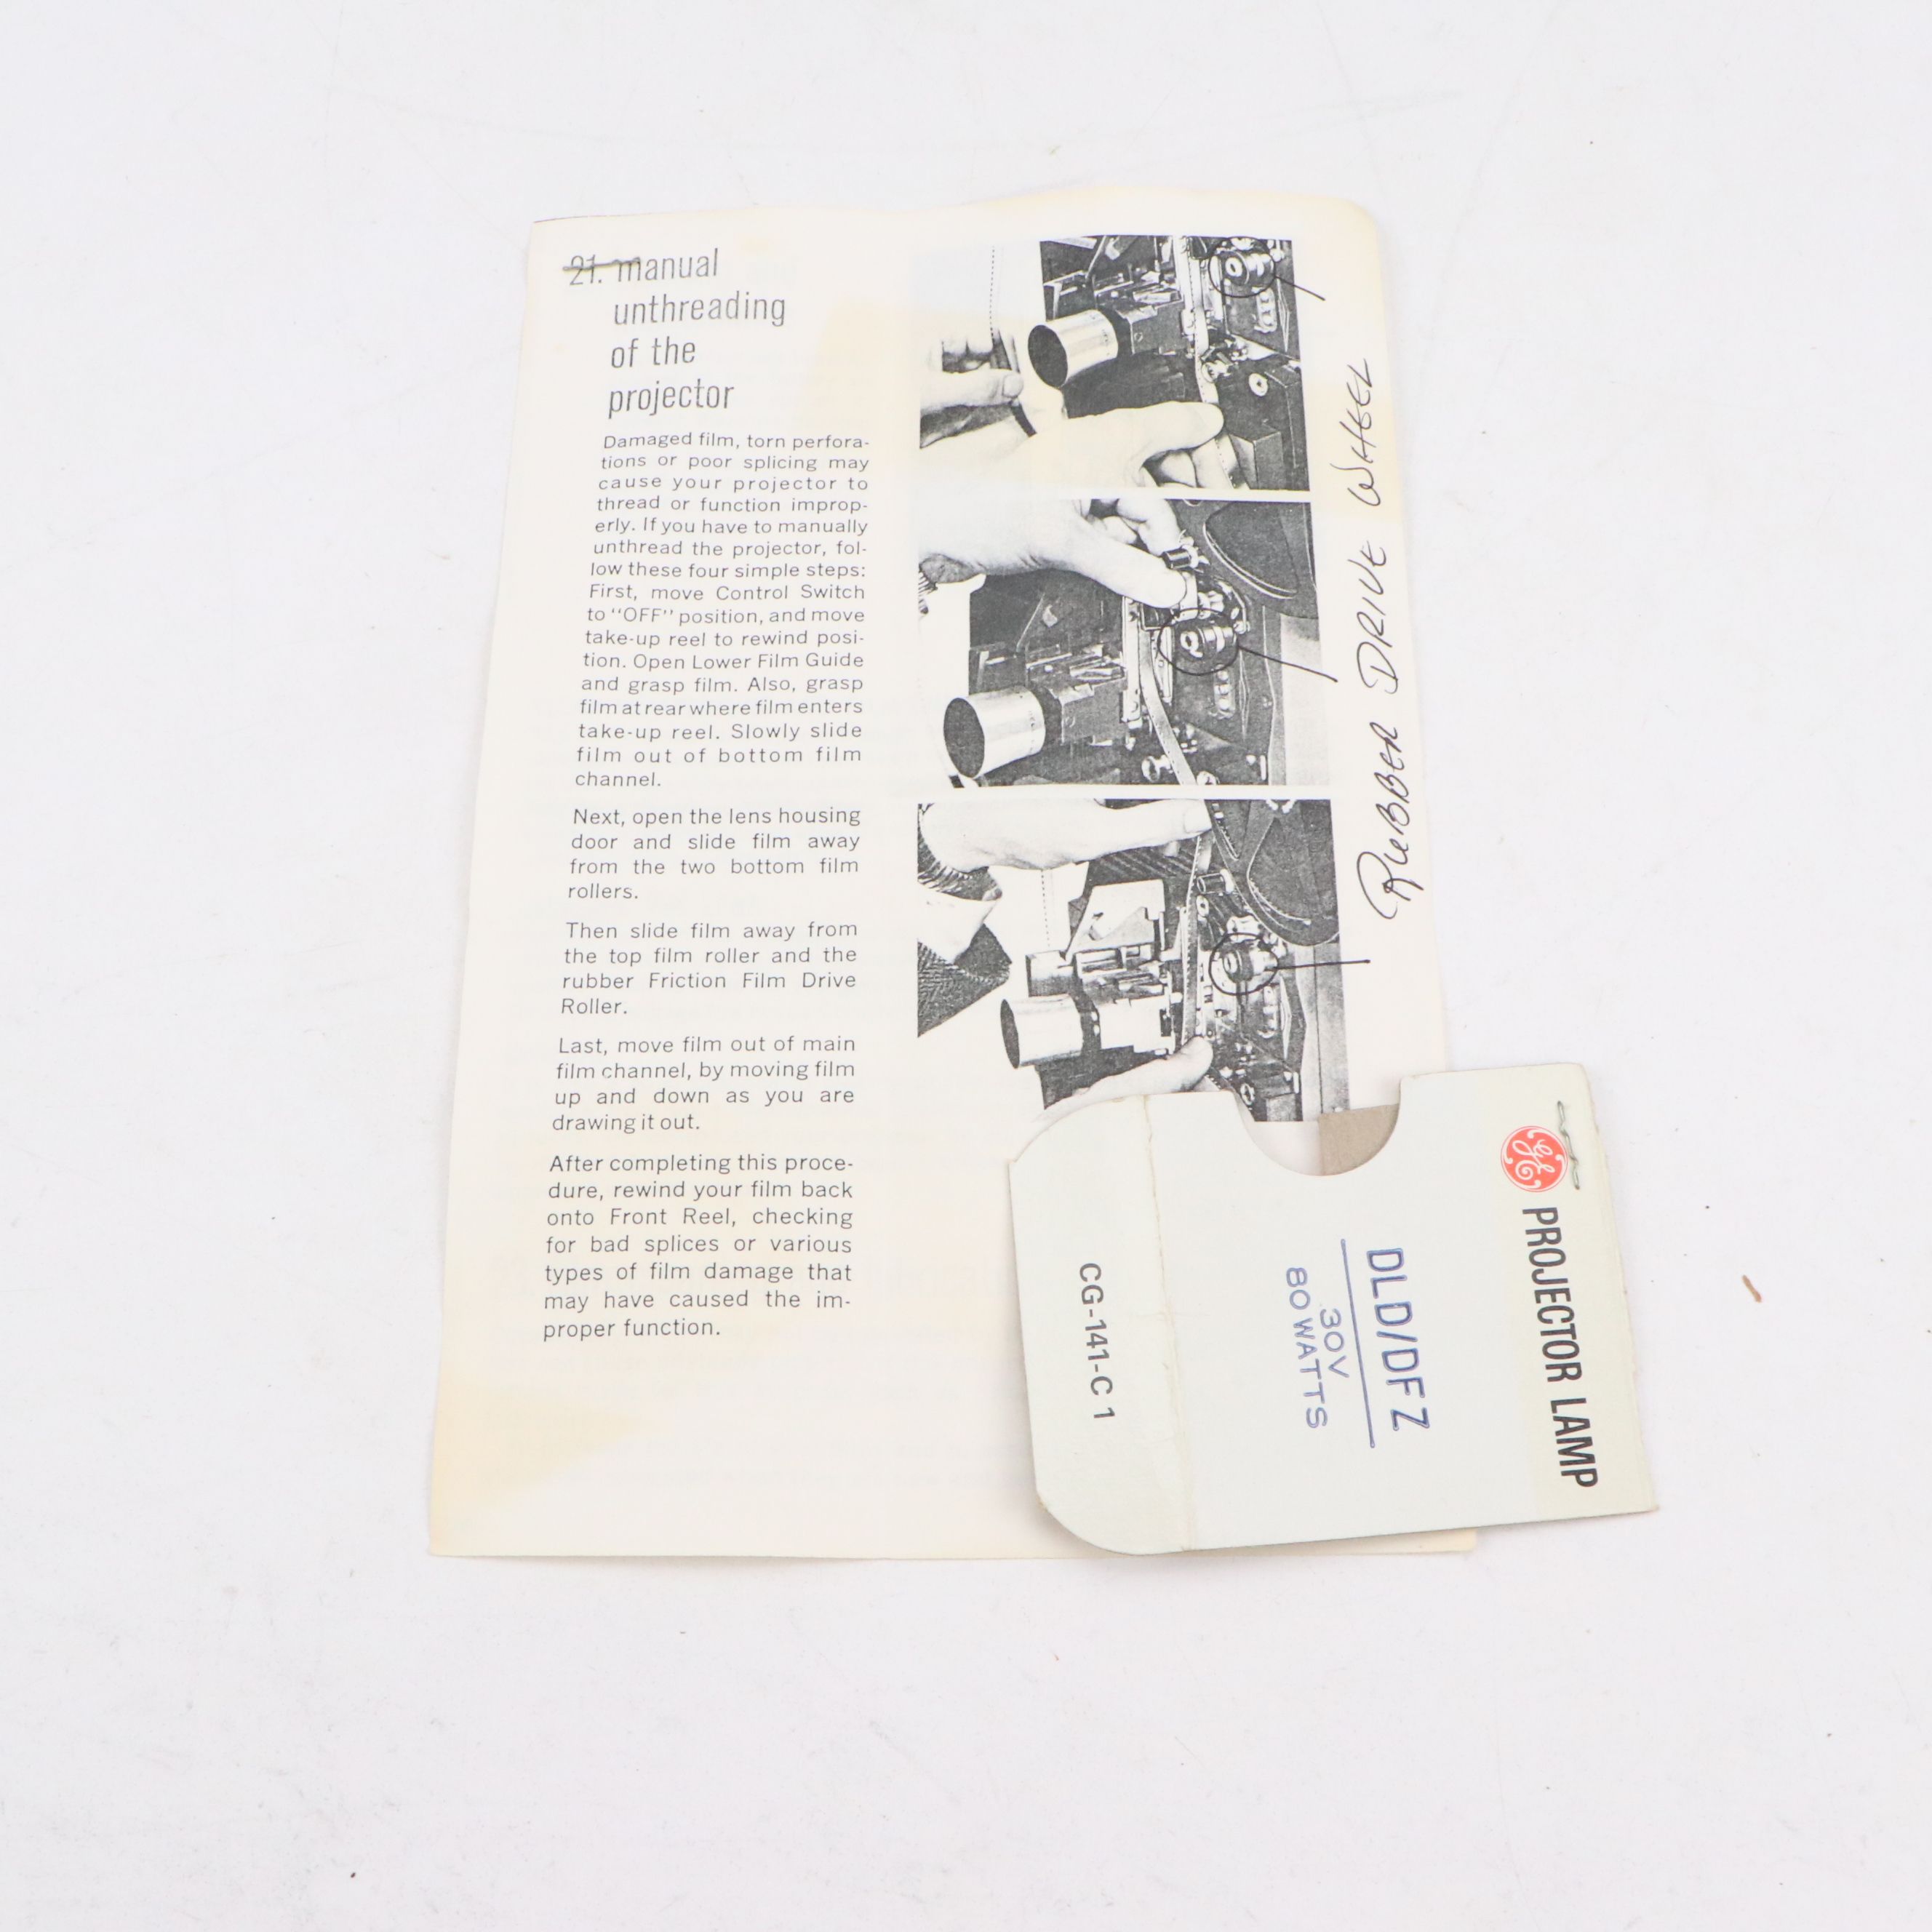 21. manual
unthreading
of the
projector
Damaged film, torn perfora-
tions or poor splicing may
cause your projector to
thread or function improp-
erly. If you have to manually
unthread the projector, fol-
low these four simple steps:
First, move Control Switch
to "OFF" position, and move
take-up reel to rewind posi-
tion. Open Lower Film Guide
and grasp film. Also, grasp
film at rear where film enters
take-up reel. Slowly slide
film out of bottom film
channel.
Next, open the lens housing
door and slide film away
from the two bottom film
rollers.
Then slide film away from
the top film roller and the
rubber Friction Film Drive
Roller.
Last, move film out of main
film channel, by moving film
up and down as you are
drawing it out.
After completing this proce-
dure, rewind your film back
onto Front Reel, checking
for bad splices or various
types of film damage that
may have caused the im-
proper function.
RUBBER DRIVE WHEEL
GE PROJECTOR LAMP
DLD/DFZ
30V
80 WATTS
CG-141-C 1